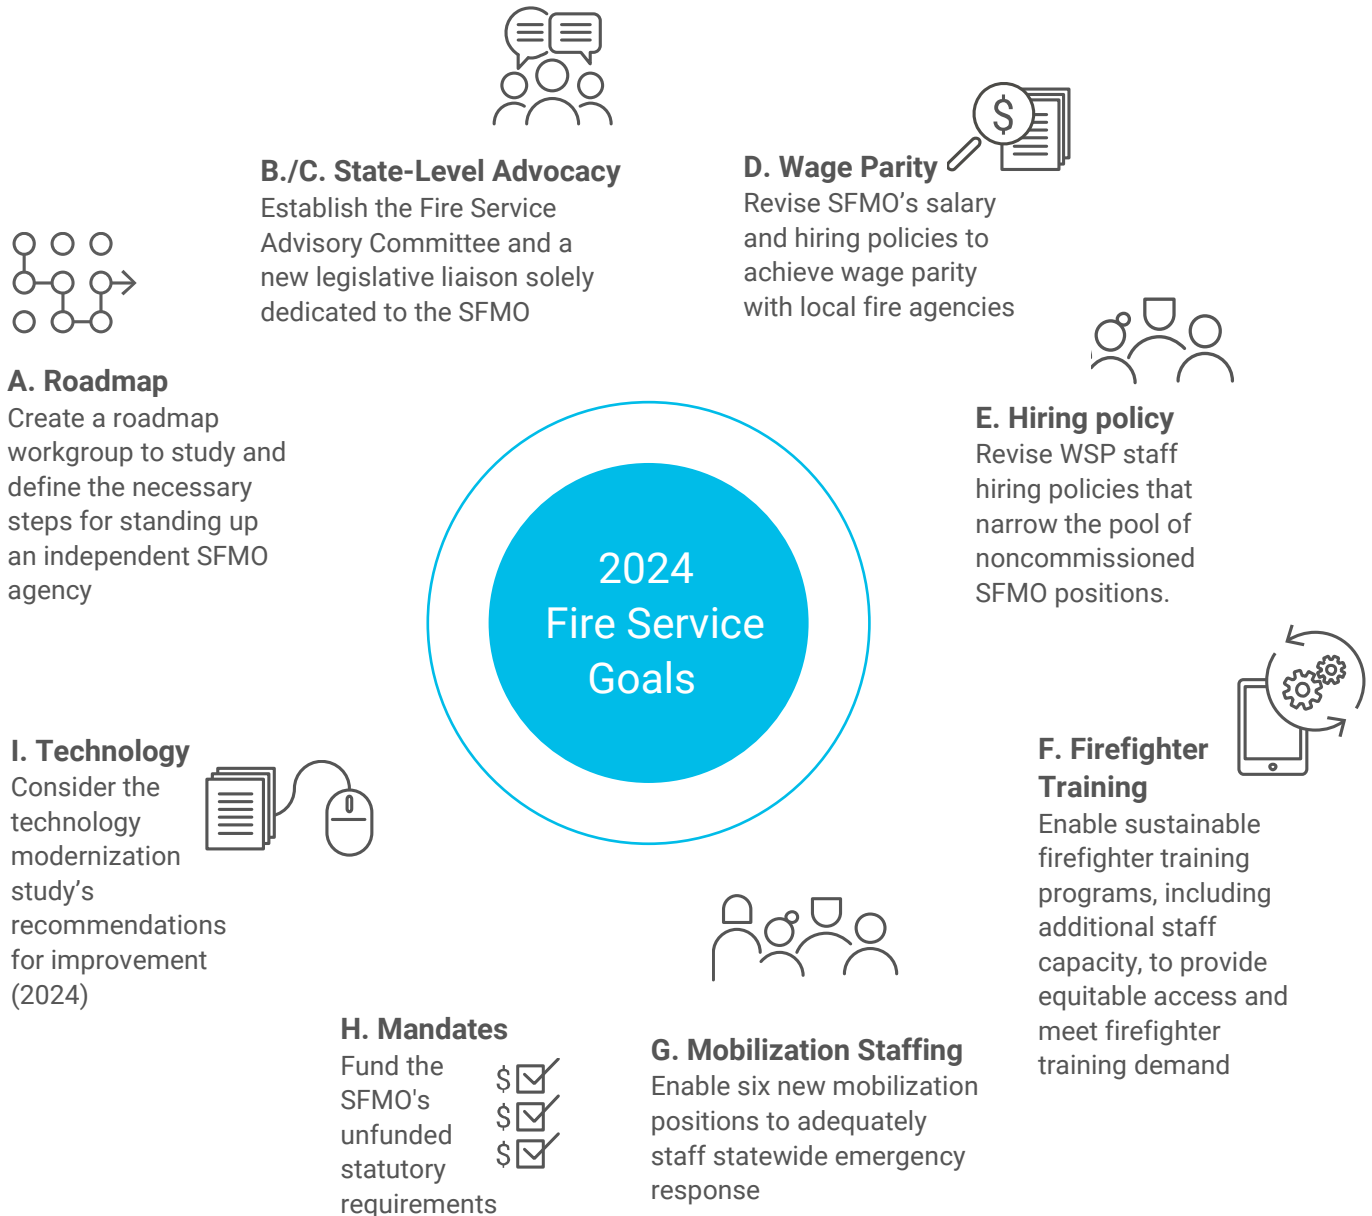 B./C. State-Level Advocacy
Establish the Fire Service
Advisory Committee and a
new legislative liaison solely
dedicated to the SFMO
$
D. Wage Parity
Revise SFMO’s salary
and hiring policies to
achieve wage parity
with local fire agencies
A. Roadmap
Create a roadmap
workgroup to study and
define the necessary
steps for standing up
an independent SFMO
agency
E. Hiring policy
Revise WSP staff
hiring policies that
narrow the pool of
noncommissioned
SFMO positions.
2024
Fire Service
Goals
I. Technology
Consider the
technology
modernization
study’s
recommendations
for improvement
(2024)
F. Firefighter
Training
Enable sustainable
firefighter training
programs, including
additional staff
capacity, to provide
equitable access and
meet firefighter
training demand
H. Mandates
Fund the
SFMO's
unfunded
statutory
requirements
$
$
$
G. Mobilization Staffing
Enable six new mobilization
positions to adequately
staff statewide emergency
response